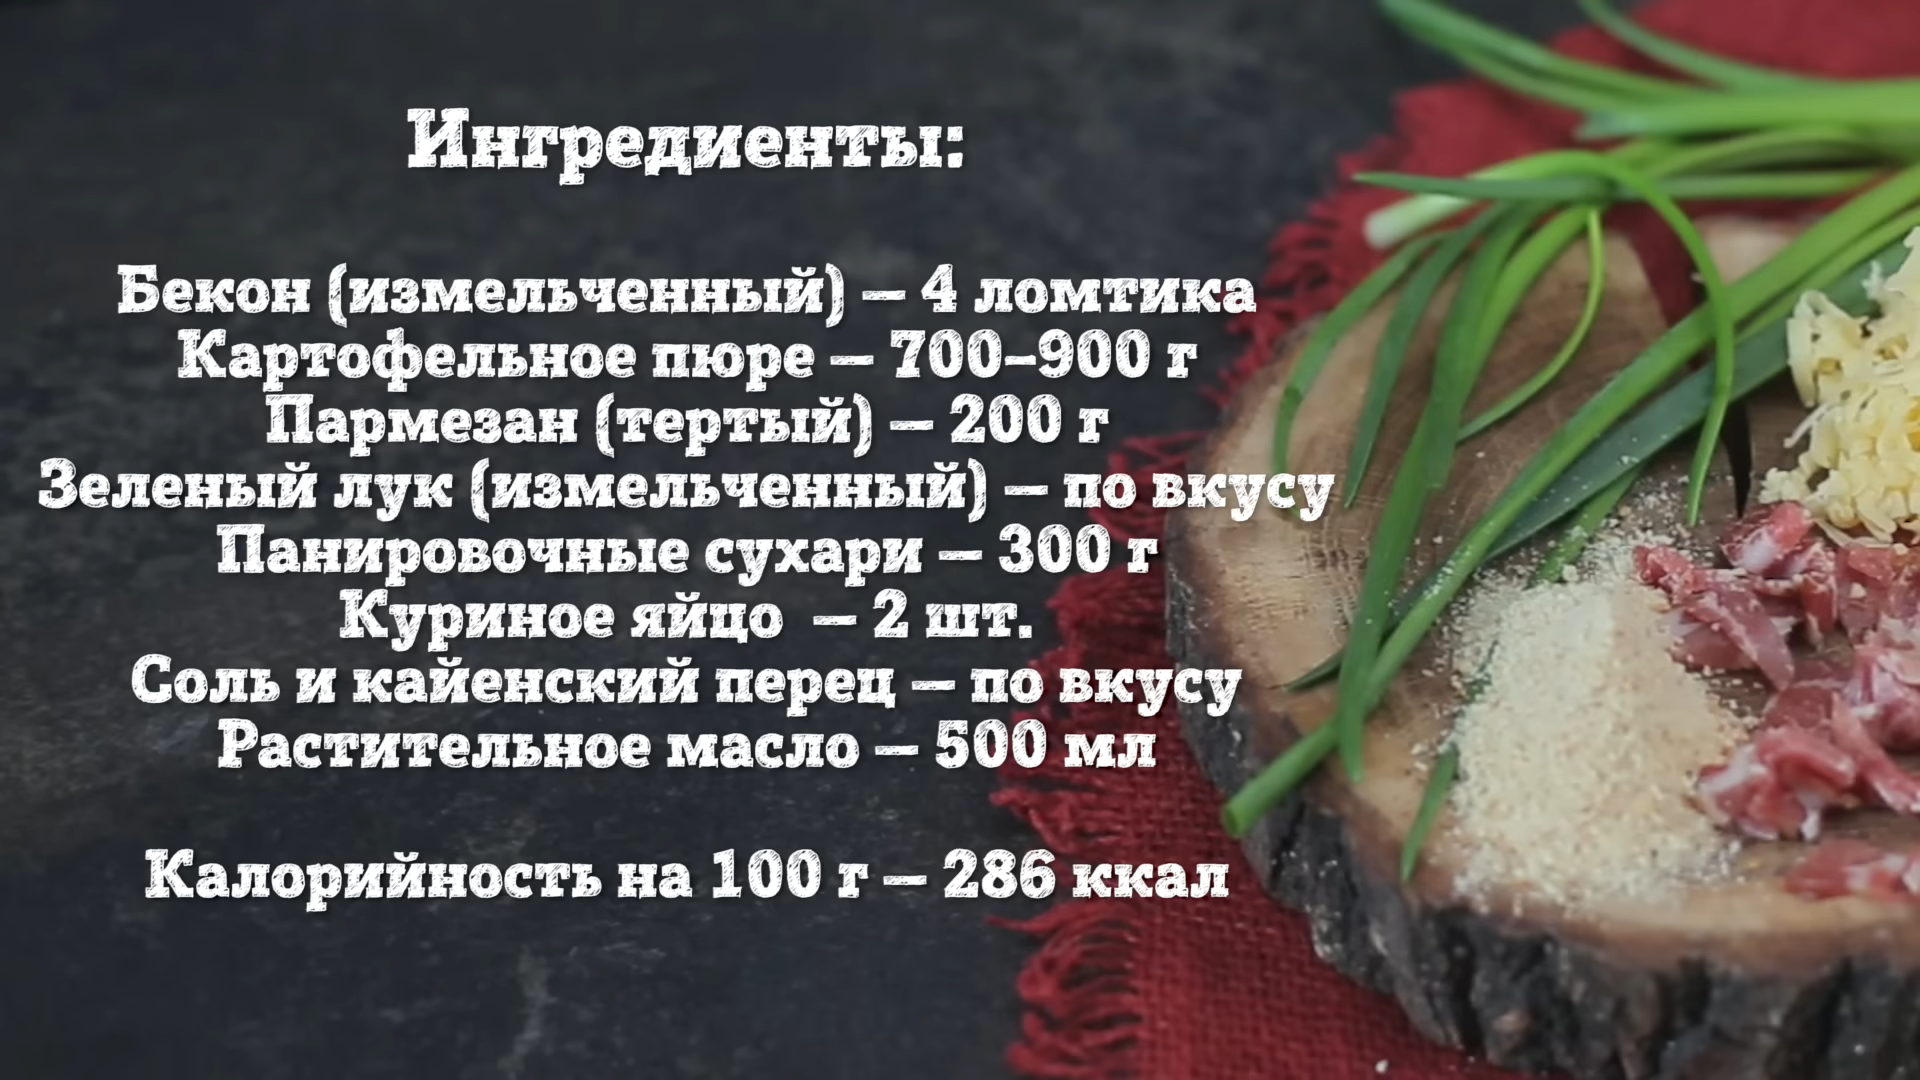 Ингредиенты:
Бекон (измельченный) – 4 ломтика
Картофельное пюре – 700–900 г
Пармезан (тертый) – 200 г
Зеленый лук (измельченный) – по вкусу
Панировочные сухари – 300 г
Куриное яйцо – 2 шт.
Соль и кайенский перец – по вкусу
Растительное масло – 500 мл
Калорийность на 100 г – 286 ккал